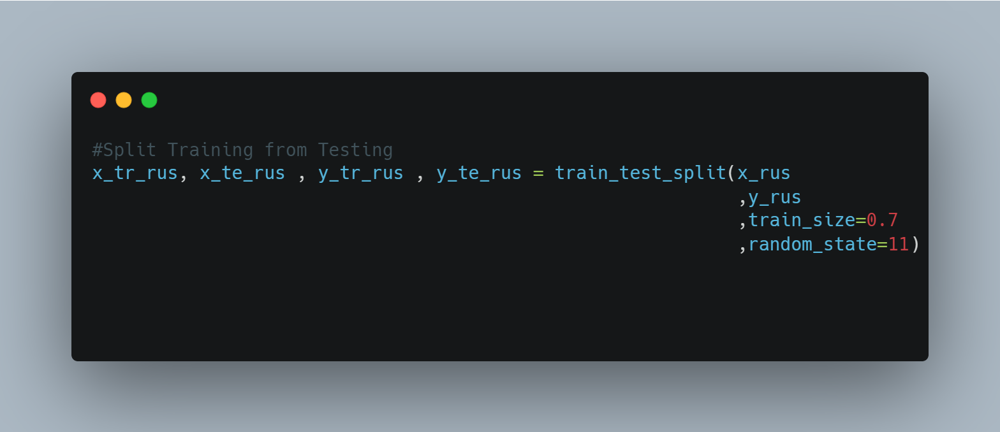 #Split Training from Testing
x_tr_rus, x_te_rus , y_tr_rus , y_te_rus = train_test_split(x_rus
,y_rus
,train_size=0.7
,random_state=11)